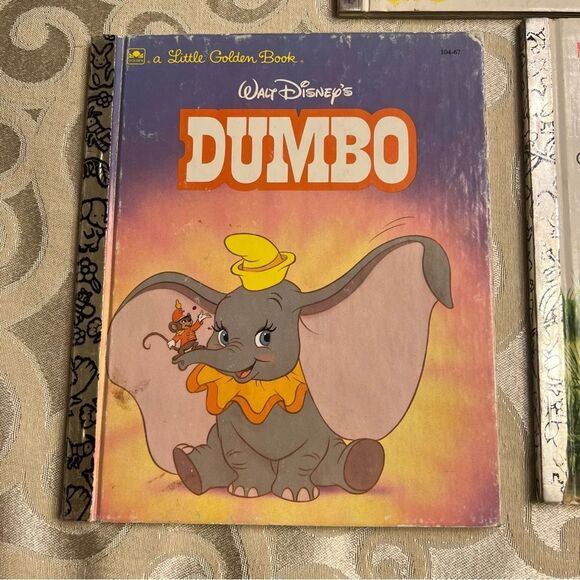 a Little Golden Book®
104-67
WALT DISNEY'S
DUMBO